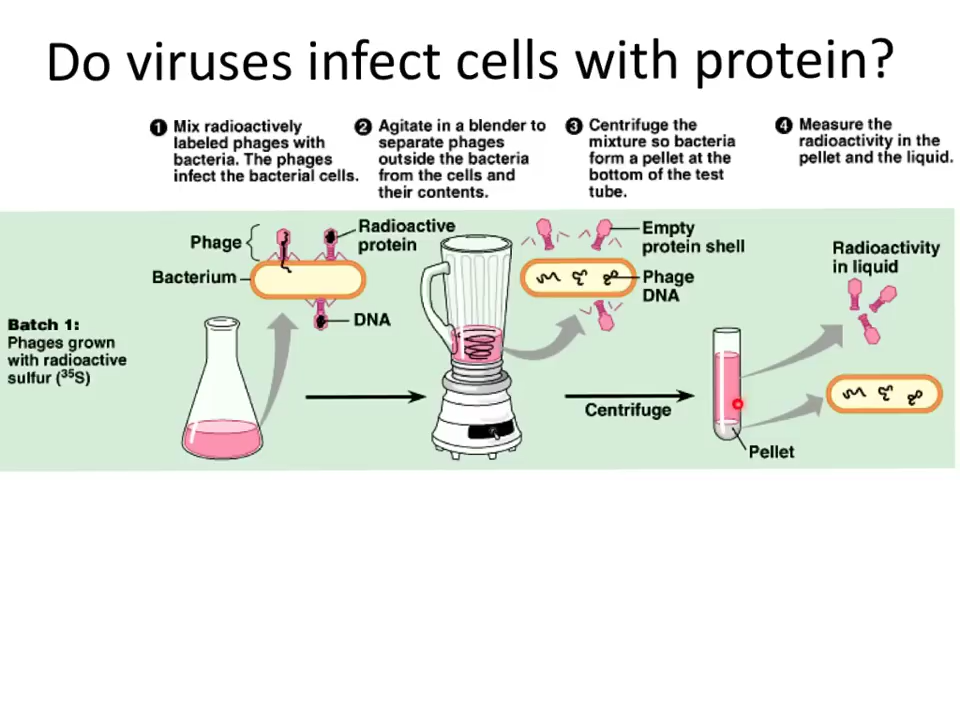 Do viruses infect cells with protein?
1 Mix radioactively
labeled phages with
bacteria. The phages
infect the bacterial cells.
2 Agitate in a blender to
separate phages
outside the bacteria
from the cells and
their contents.
3 Centrifuge the
mixture so bacteria
form a pellet at the
bottom of the test
tube.
4 Measure the
radioactivity in the
pellet and the liquid.
Phage
Radioactive
protein
Bacterium
DNA
Empty
protein shell
Phage
DNA
Radioactivity
in liquid
Batch 1:
Phages grown
with radioactive
sulfur (³⁵S)
Centrifuge
Pellet